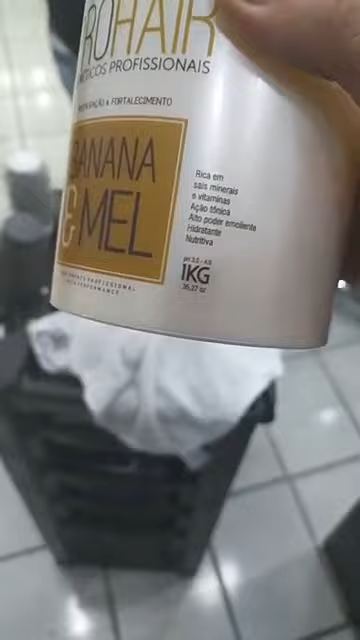 ROHAIR
PROFISSIONAIS
& FORTALECIMENTO
BANANA
& MEL
Rica em
sais minerais
e vitaminas
Ação tônica
Alto poder emoliente
Hidratante
Nutritiva
1KG
35,27 oz